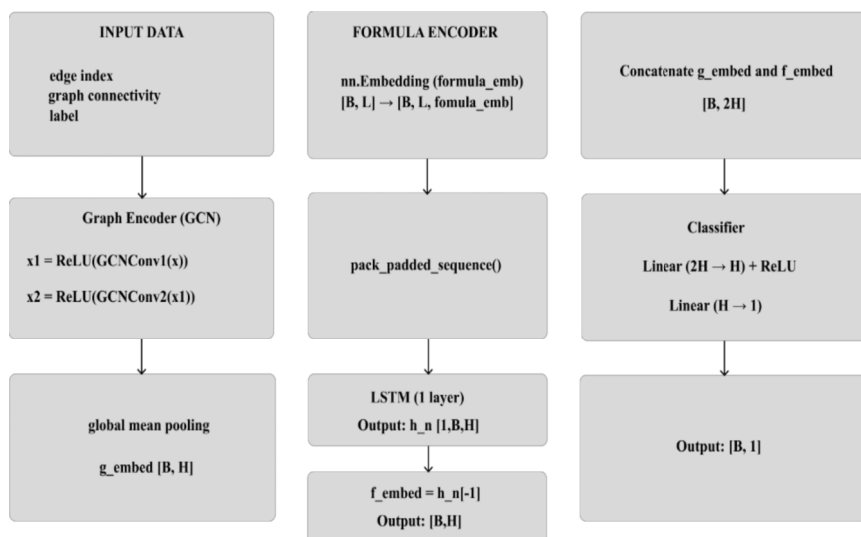 INPUT DATA
edge index
graph connectivity
label
Graph Encoder (GCN)
x1 = ReLU(GCNConv1(x))
x2 = ReLU(GCNConv2(x1))
global mean pooling
g_embed [B, H]
FORMULA ENCODER
nn.Embedding (formula_emb)
[B, L] → [B, L, fomula_emb]
pack_padded_sequence()
LSTM (1 layer)
Output: h_n [1,B,H]
f_embed = h_n[-1]
Output: [B,H]
Concatenate g_embed and f_embed
[B, 2H]
Classifier
Linear (2H → H) + ReLU
Linear (H → 1)
Output: [B, 1]